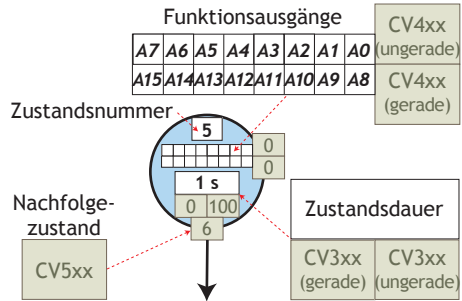 Funktionsausgänge
A7 A6 A5 A4 A3 A2 A1 A0
CV4xx
(ungerade)
A15 A14 A13 A12 A11 A10 A9 A8
CV4xx
(gerade)
Zustandsnummer
5
0
0
1 s
0 100
6
Nachfolge-
zustand
CV5xx
Zustandsdauer
CV3xx
(gerade)
CV3xx
(ungerade)